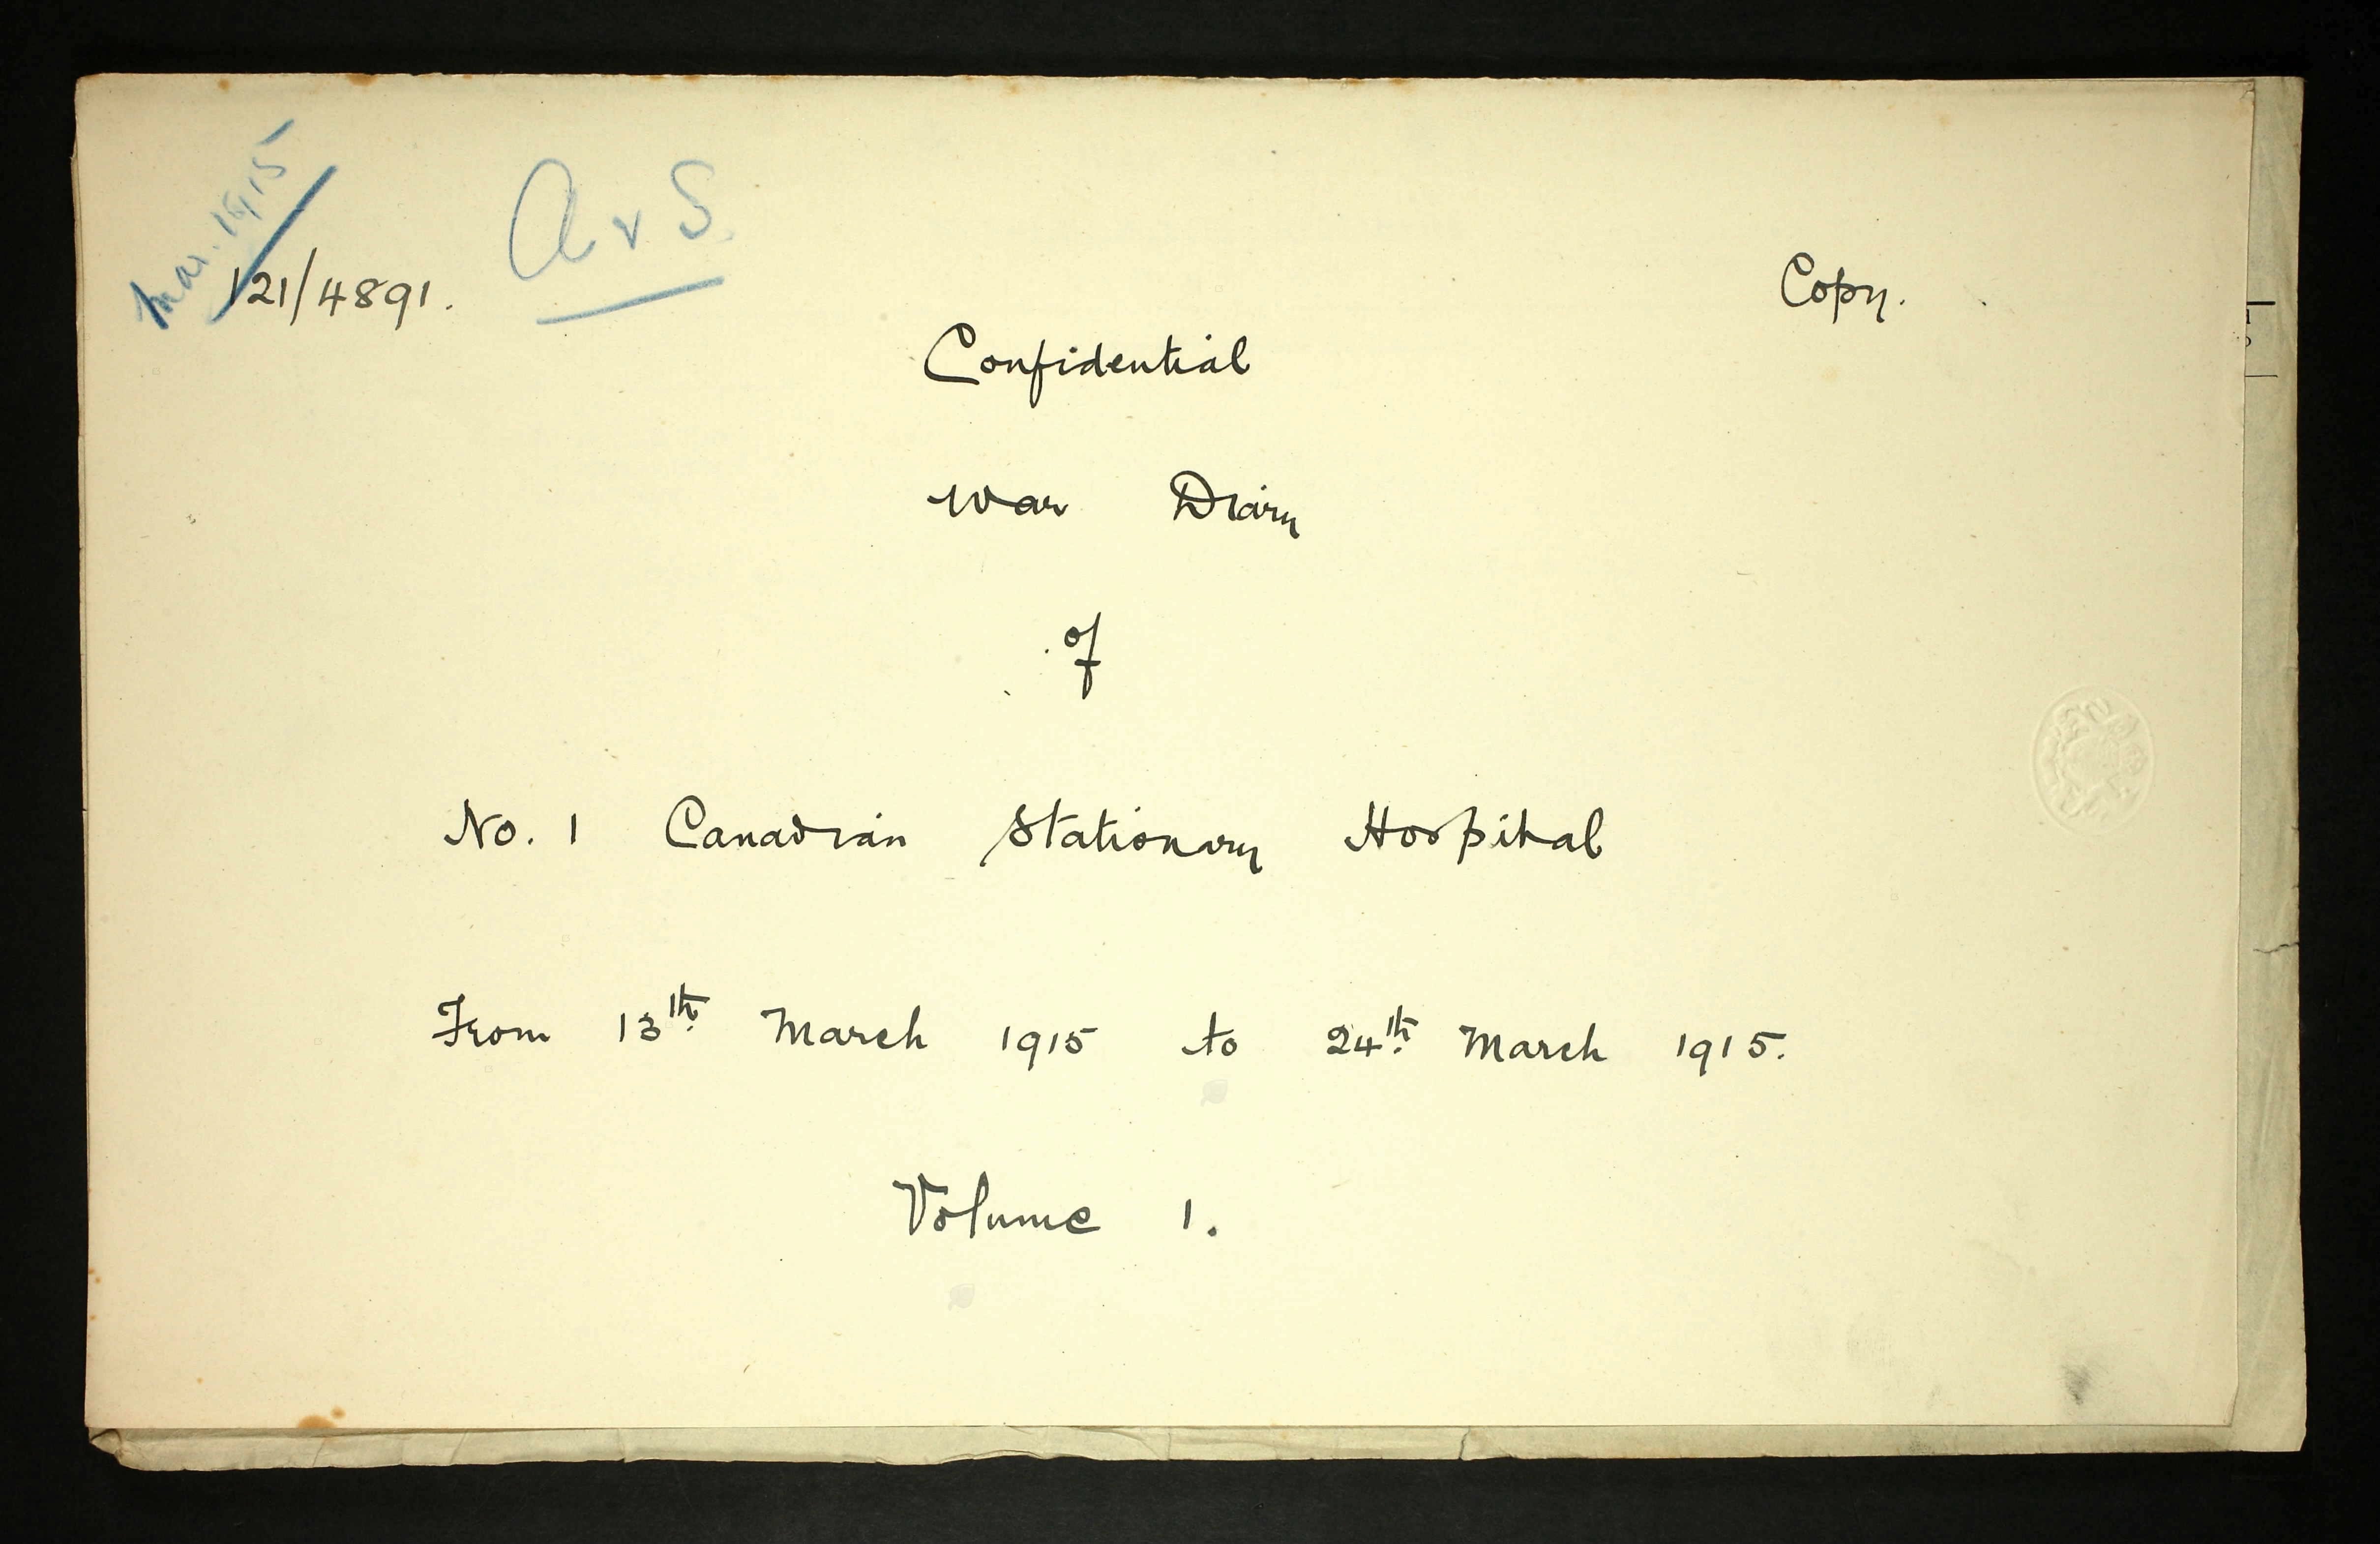 Mar. 1915
121/4891.
A & S.
Copy.
Confidential
War Diary
of
No. 1 Canadian Stationary Hospital
From 13th March 1915 to 24th March 1915.
Volume 1.